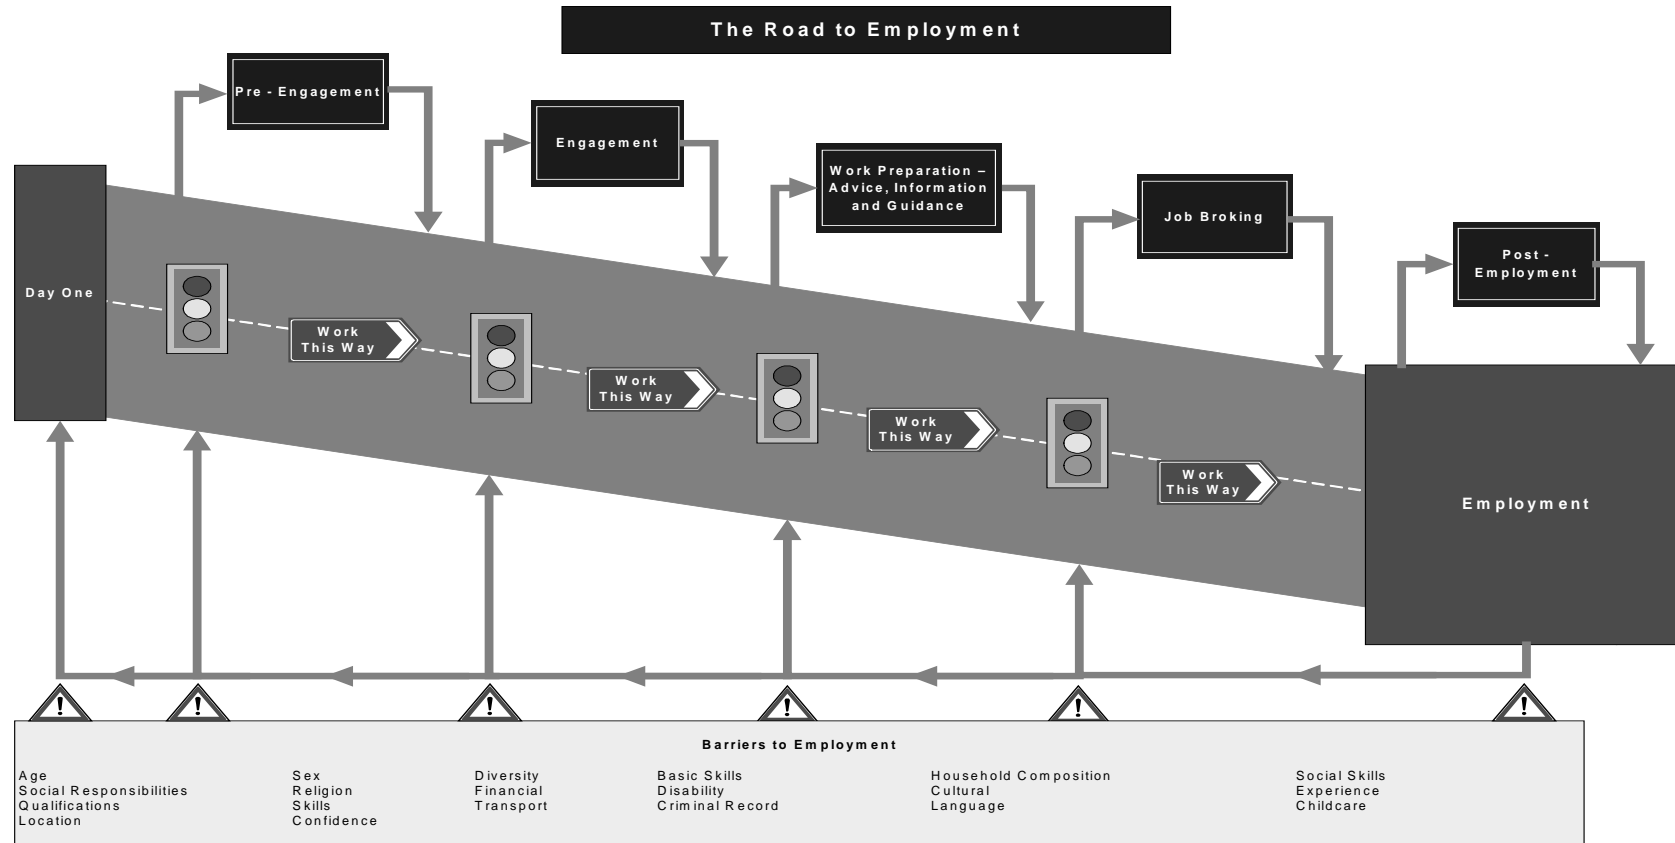 The Road to Employment
Pre - Engagement
Engagement
Work Preparation –
Advice, Information
and Guidance
Job Broking
Post -
Employment
Day One
Work
This Way
Work
This Way
Work
This Way
Work
This Way
Employment
!
!
!
!
!
!
Barriers to Employment
Age
Social Responsibilities
Qualifications
Location
Sex
Religion
Skills
Confidence
Diversity
Financial
Transport
Basic Skills
Disability
Criminal Record
Household Composition
Cultural
Language
Social Skills
Experience
Childcare